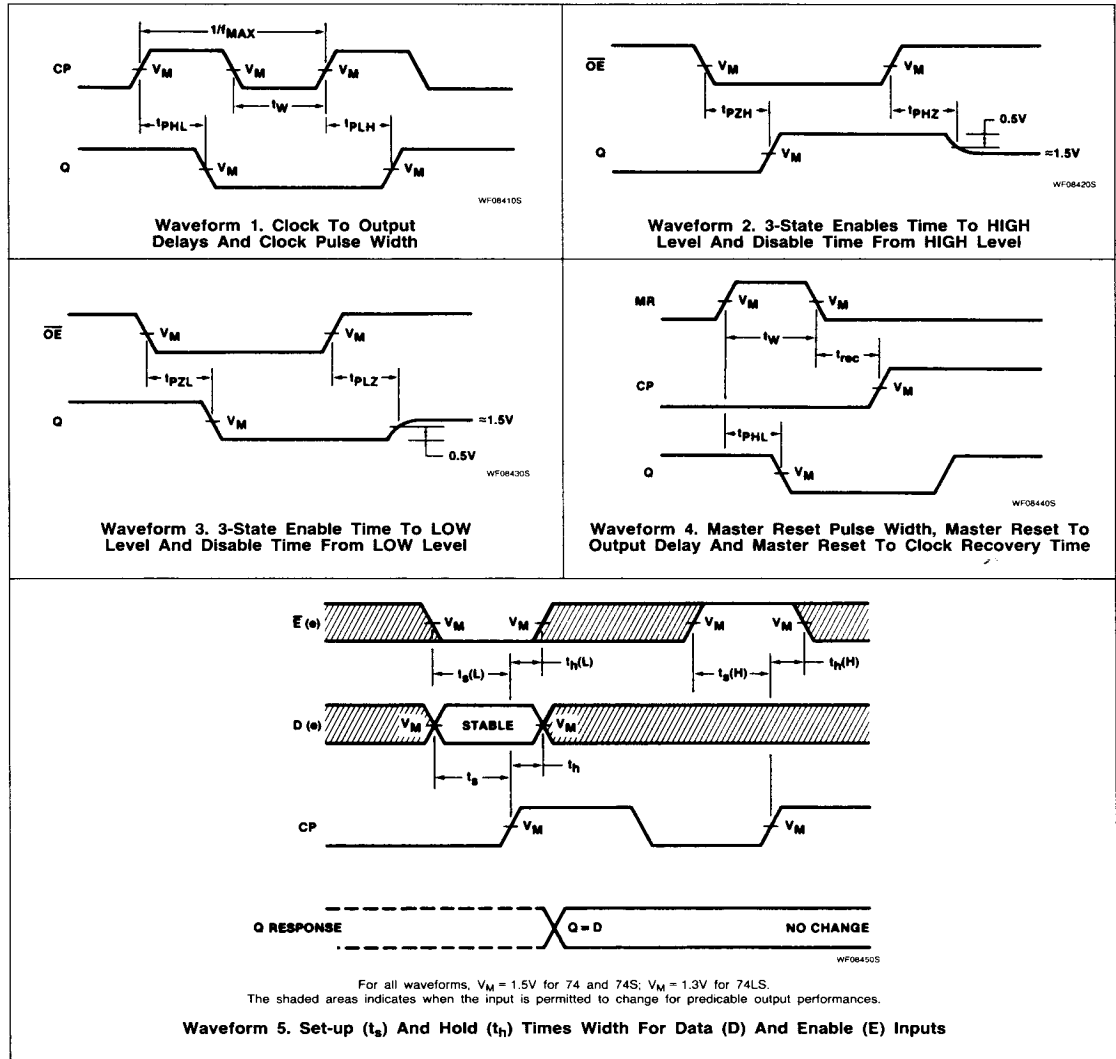 1/fMAX
CP
VM
VM
VM
tW
tPHL
tPLH
Q
VM
VM
WF08410S
Waveform 1. Clock To Output
Delays And Clock Pulse Width
OE
VM
VM
tPZH
tPHZ
0.5V
Q
VM
≈1.5V
WF08420S
Waveform 2. 3-State Enables Time To HIGH
Level And Disable Time From HIGH Level
OE
VM
VM
tPZL
tPLZ
Q
VM
≈1.5V
0.5V
WF08430S
Waveform 3. 3-State Enable Time To LOW
Level And Disable Time From LOW Level
MR
VM
VM
tW
trec
CP
VM
tPHL
Q
VM
WF08440S
Waveform 4. Master Reset Pulse Width, Master Reset To
Output Delay And Master Reset To Clock Recovery Time
E (e)
VM
VM
VM
VM
ts(L)
th(L)
ts(H)
th(H)
D (e)
VM
STABLE
VM
ts
th
CP
VM
VM
Q RESPONSE
Q = D
NO CHANGE
WF08450S
For all waveforms, VM = 1.5V for 74 and 74S; VM = 1.3V for 74LS.
The shaded areas indicates when the input is permitted to change for predicable output performances.
Waveform 5. Set-up (ts) And Hold (th) Times Width For Data (D) And Enable (E) Inputs